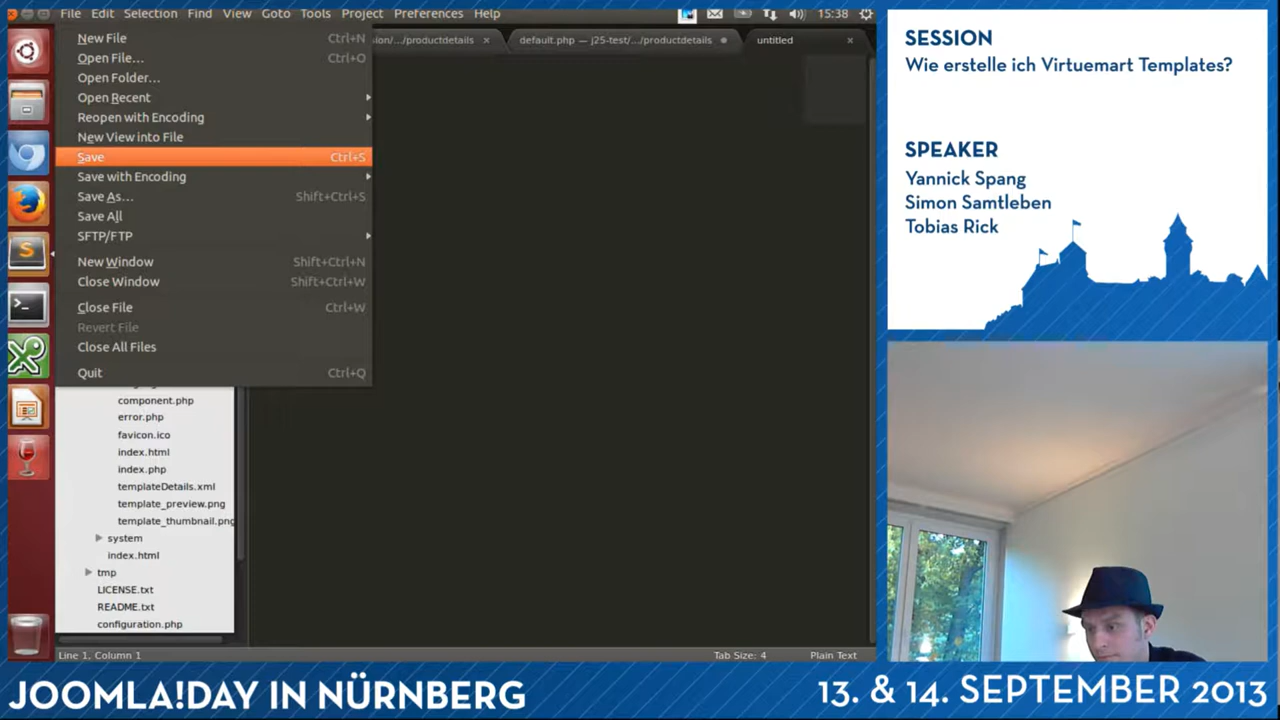 File Edit Selection Find View Goto Tools Project Preferences Help
15:38
New File Ctrl+N
Open File... Ctrl+O
Open Folder...
Open Recent
Reopen with Encoding
New View into File
Save Ctrl+S
Save with Encoding
Save As... Shift+Ctrl+S
Save All
SFTP/FTP
New Window Shift+Ctrl+N
Close Window Shift+Ctrl+W
Close File Ctrl+W
Revert File
Close All Files
Quit Ctrl+Q
/.../productdetails
default.php — j25-test/.../productdetails
untitled
component.php
error.php
favicon.ico
index.html
index.php
templateDetails.xml
template_preview.png
template_thumbnail.png
system
index.html
tmp
LICENSE.txt
README.txt
configuration.php
Line 1, Column 1
Tab Size: 4
Plain Text
SESSION
Wie erstelle ich Virtuemart Templates?
SPEAKER
Yannick Spang
Simon Samtleben
Tobias Rick
JOOMLA!DAY IN NÜRNBERG
13. & 14. SEPTEMBER 2013